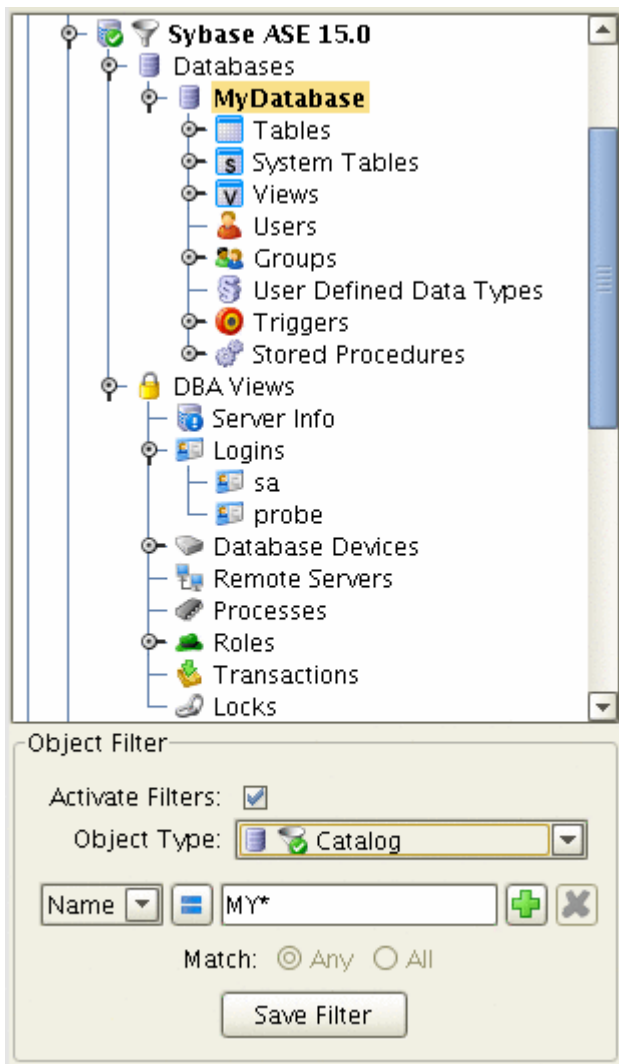 Sybase ASE 15.0
Databases
MyDatabase
Tables
S System Tables
V Views
Users
Groups
User Defined Data Types
Triggers
Stored Procedures
DBA Views
Server Info
Logins
sa
probe
Database Devices
Remote Servers
Processes
Roles
Transactions
Locks
Object Filter
Activate Filters:
Object Type: Catalog
Name = MY*
Match: Any All
Save Filter